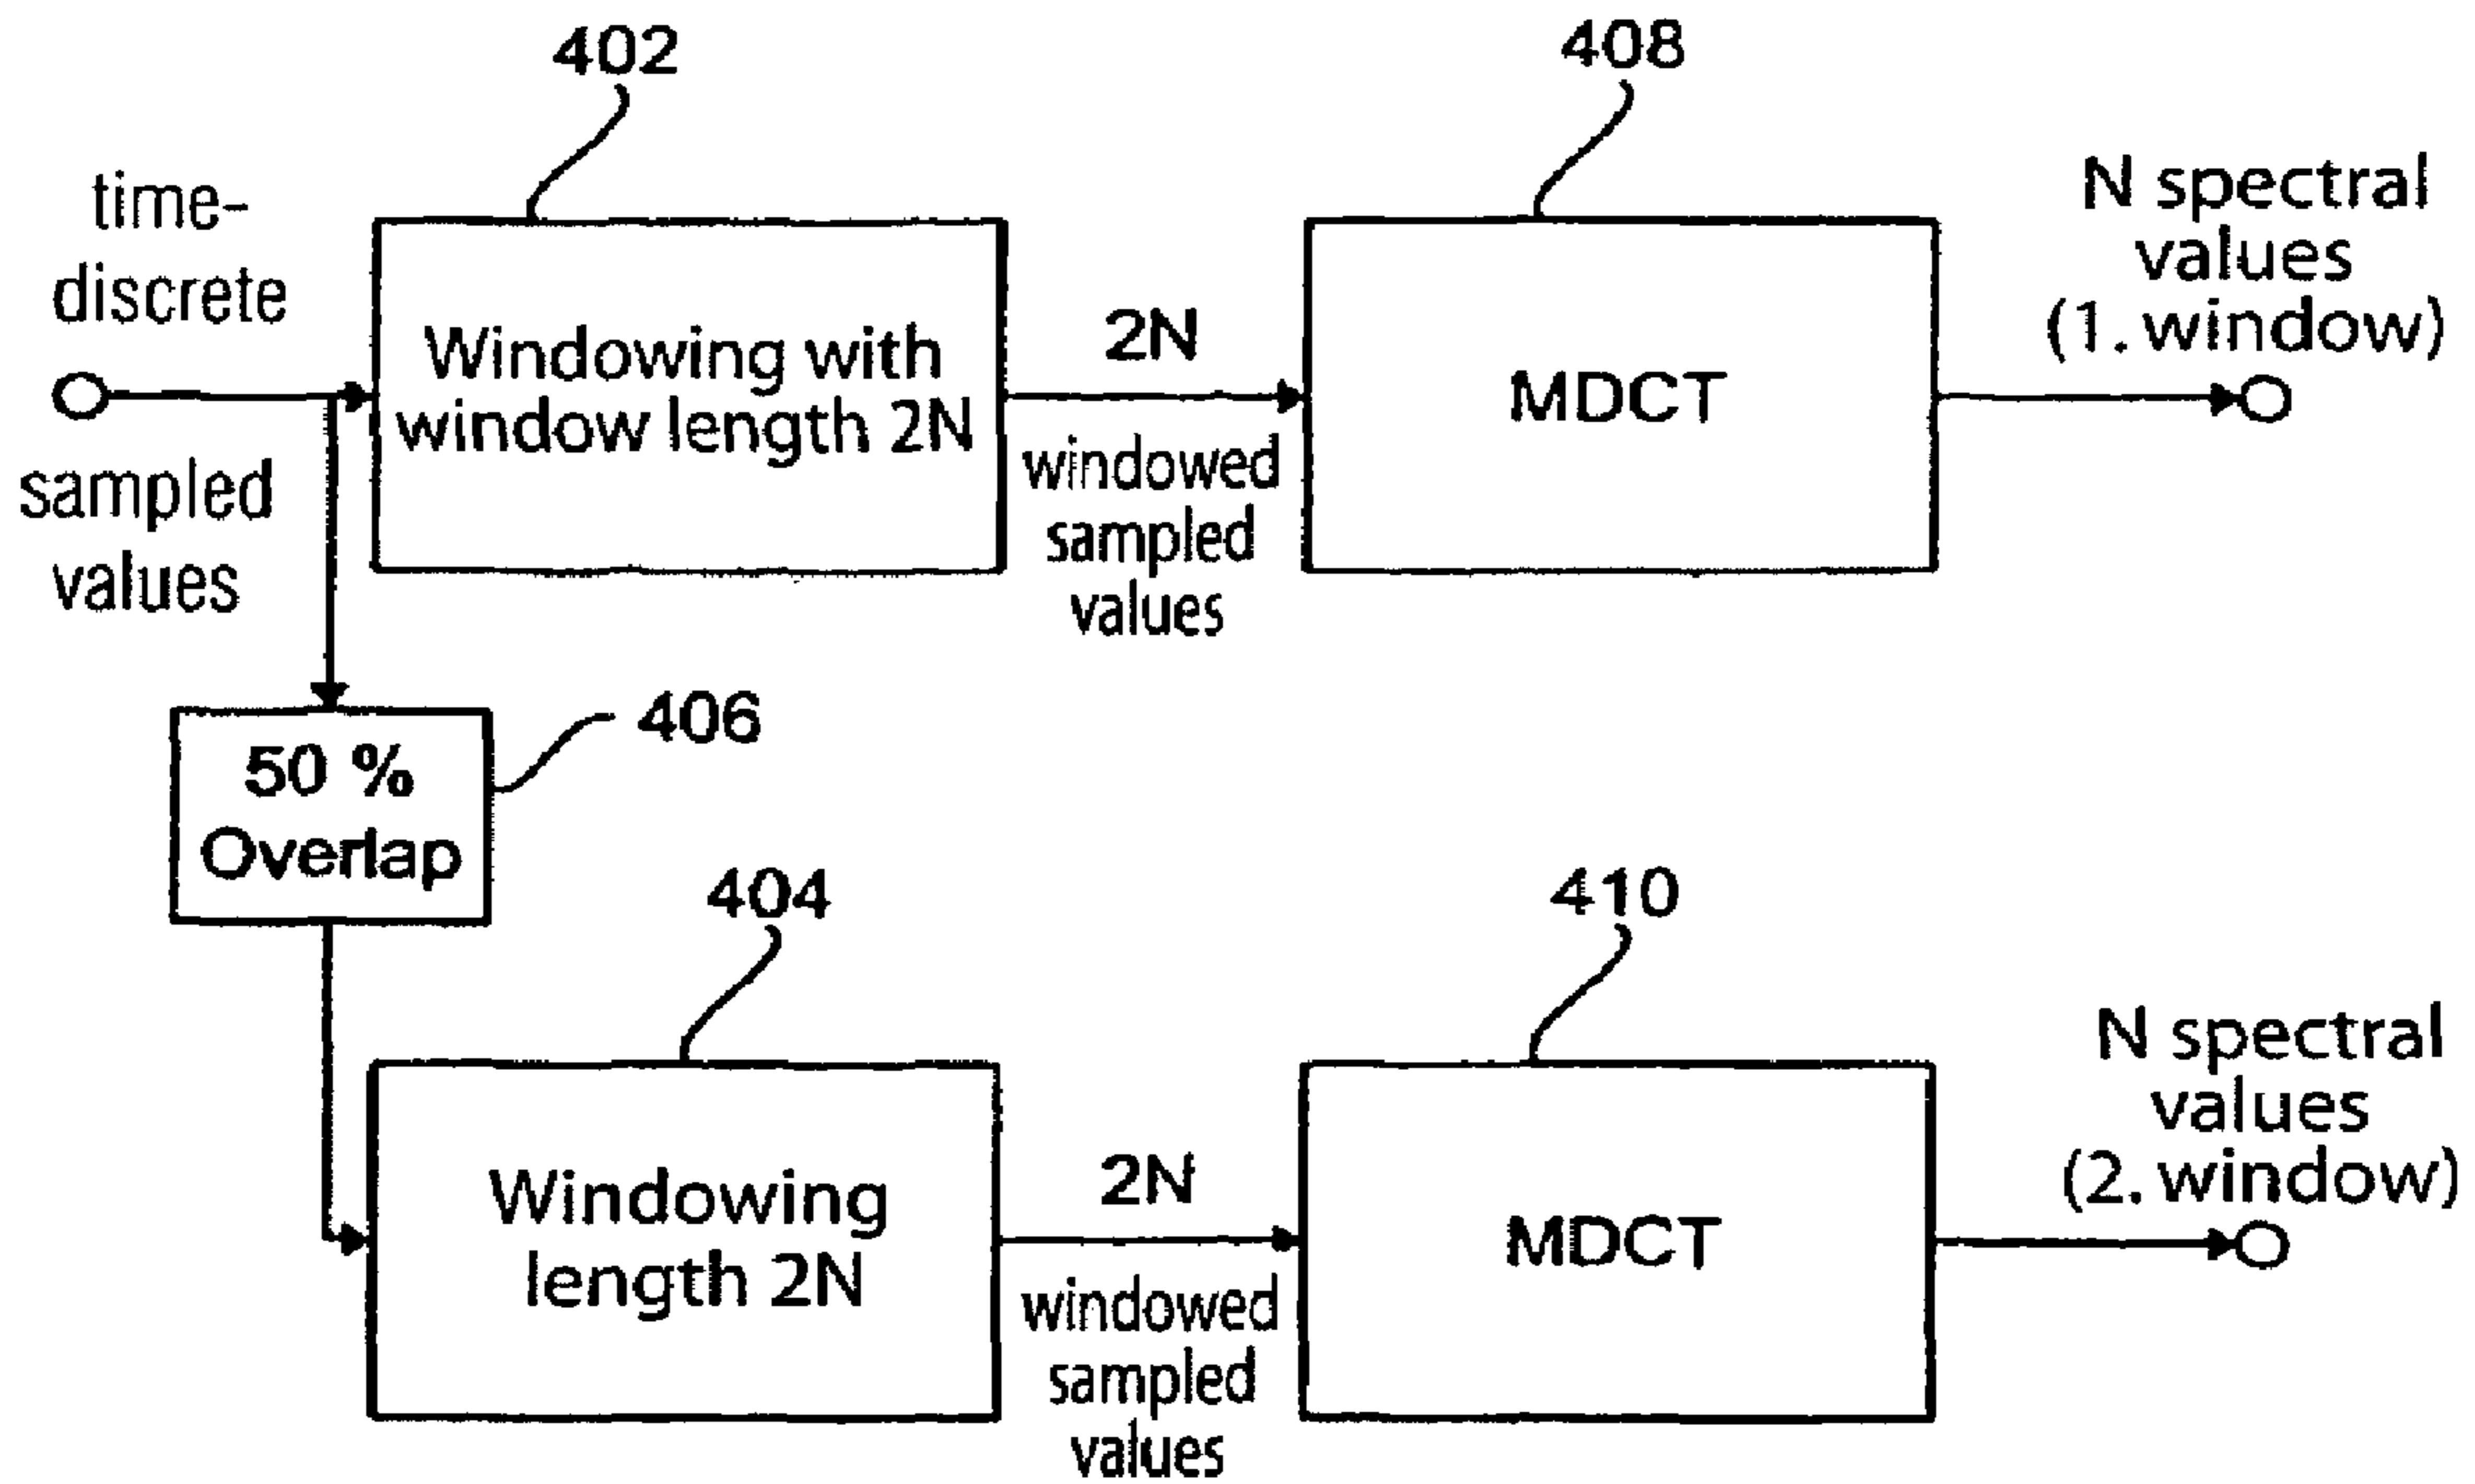 402
408
time-
discrete
sampled
values
Windowing with
window length 2N
2N
windowed
sampled
values
MDCT
N spectral
values
(1. window)
50 %
Overlap
406
404
410
Windowing
length 2N
2N
windowed
sampled
values
MDCT
N spectral
values
(2. window)